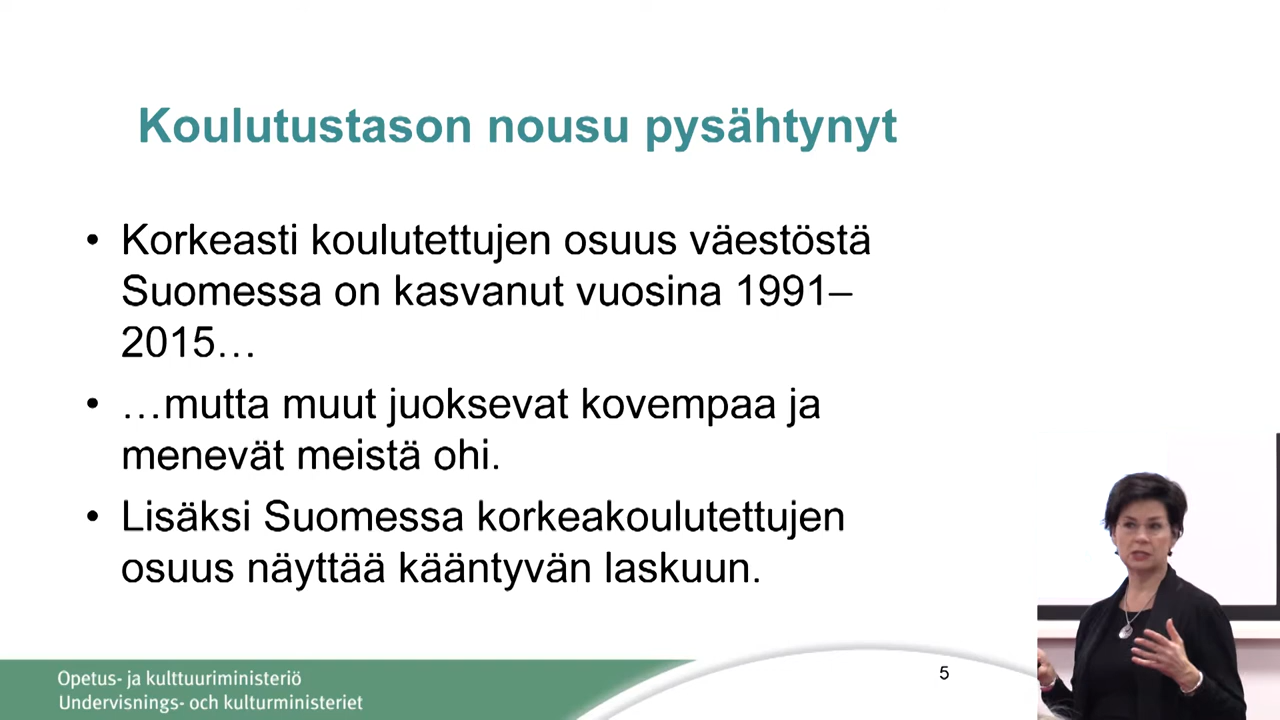 Koulutustason nousu pysähtynyt
• Korkeasti koulutettujen osuus väestöstä
Suomessa on kasvanut vuosina 1991–
2015…
• …mutta muut juoksevat kovempaa ja
menevät meistä ohi.
• Lisäksi Suomessa korkeakoulutettujen
osuus näyttää kääntyvän laskuun.
Opetus- ja kulttuuriministeriö
Undervisnings- och kulturministeriet
5